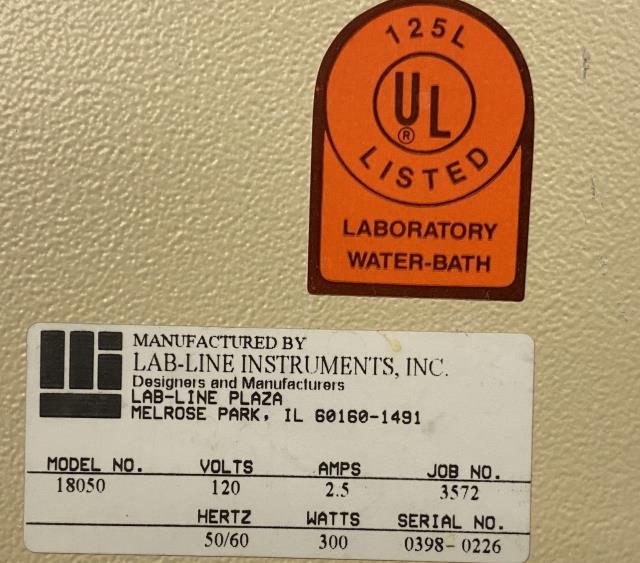 125L
UL
®
LISTED
LABORATORY
WATER-BATH
MANUFACTURED BY
LAB-LINE INSTRUMENTS, INC.
Designers and Manufacturers
LAB-LINE PLAZA
MELROSE PARK, IL 60160-1491
MODEL NO. VOLTS AMPS JOB NO.
18050 120 2.5 3572
HERTZ WATTS SERIAL NO.
50/60 300 0398-0226